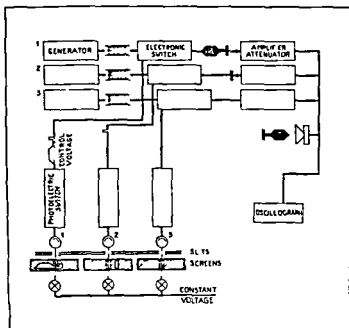 1 GENERATOR
ELECTRONIC SWITCH
AMPLIFIER ATTENUATOR
2
3
CONTROL VOLTAGE
PHOTOELECTRIC SWITCH
OSCILLOGRAPH
1 2 3
SLITS
SCREENS
CONSTANT VOLTAGE